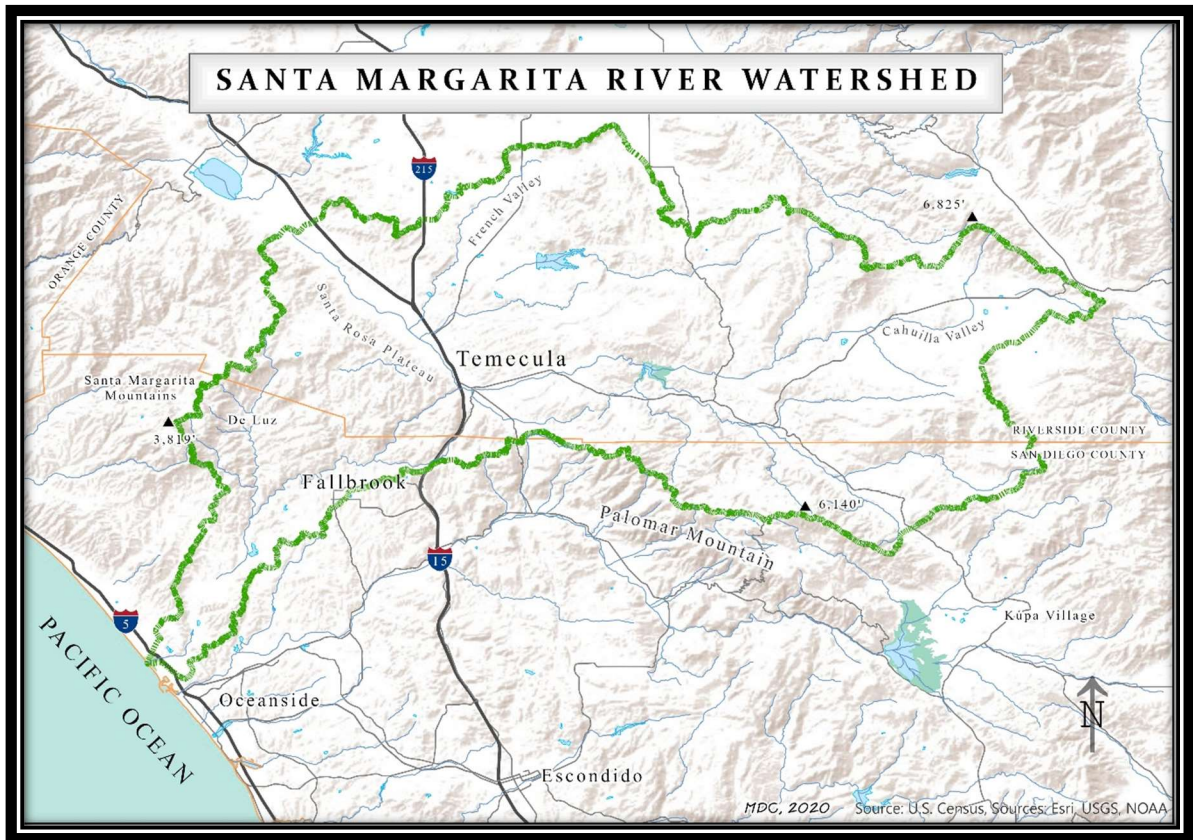 SANTA MARGARITA RIVER WATERSHED
215
French Valley
6,825'
ORANGE COUNTY
Santa Rosa Plateau
Cahuilla Valley
Temecula
Santa Margarita
Mountains
3,819'
De Luz
RIVERSIDE COUNTY
SAN DIEGO COUNTY
Fallbrook
6,140'
Palomar Mountain
15
5
Kúpa Village
PACIFIC OCEAN
Oceanside
N
Escondido
MDG, 2020
Source: U.S. Census, Sources: Esri, USGS, NOAA